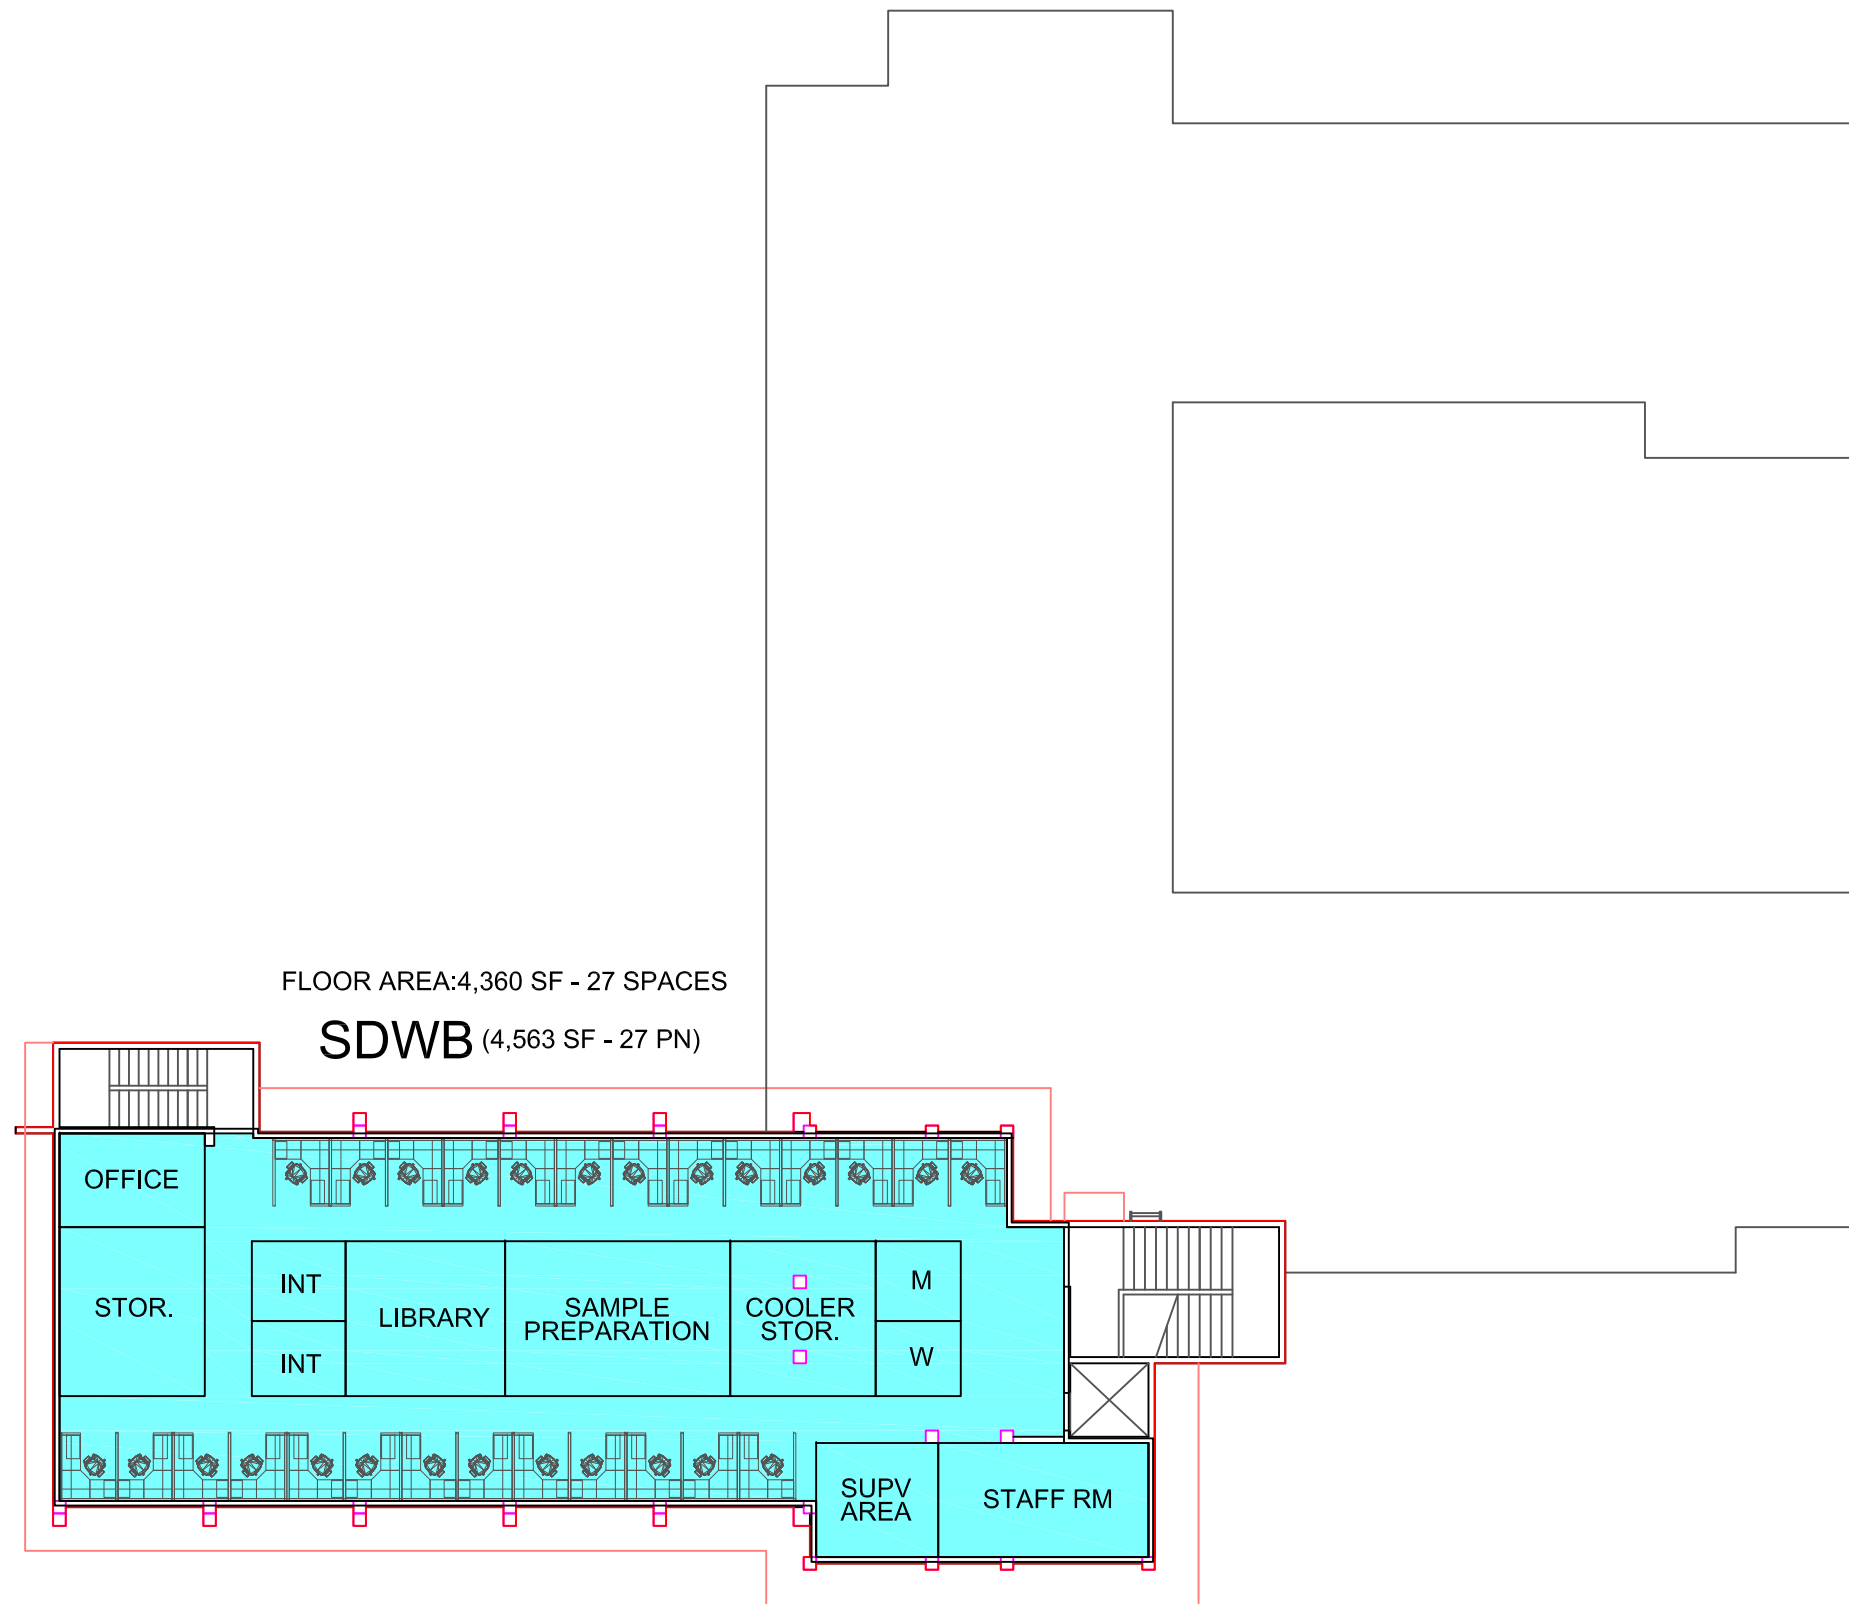 FLOOR AREA:4,360 SF - 27 SPACES
SDWB (4,563 SF - 27 PN)
OFFICE
STOR.
INT
INT
LIBRARY
SAMPLE
PREPARATION
COOLER
STOR.
M
W
SUPV
AREA
STAFF RM